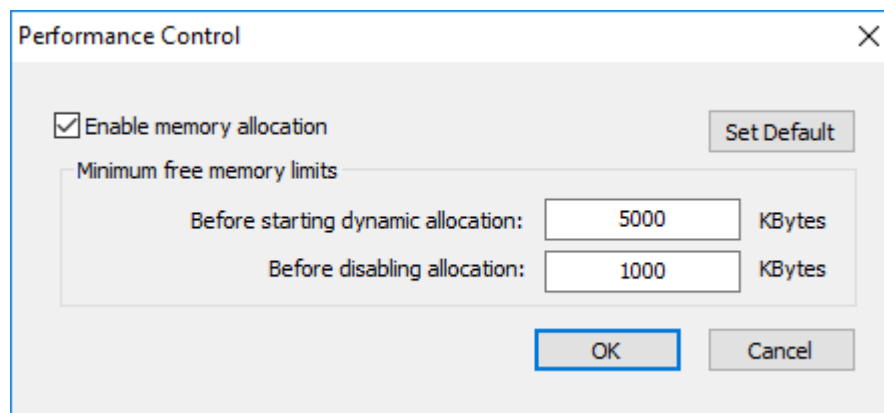 Performance Control
Enable memory allocation
Set Default
Minimum free memory limits
Before starting dynamic allocation: 5000 KBytes
Before disabling allocation: 1000 KBytes
OK Cancel